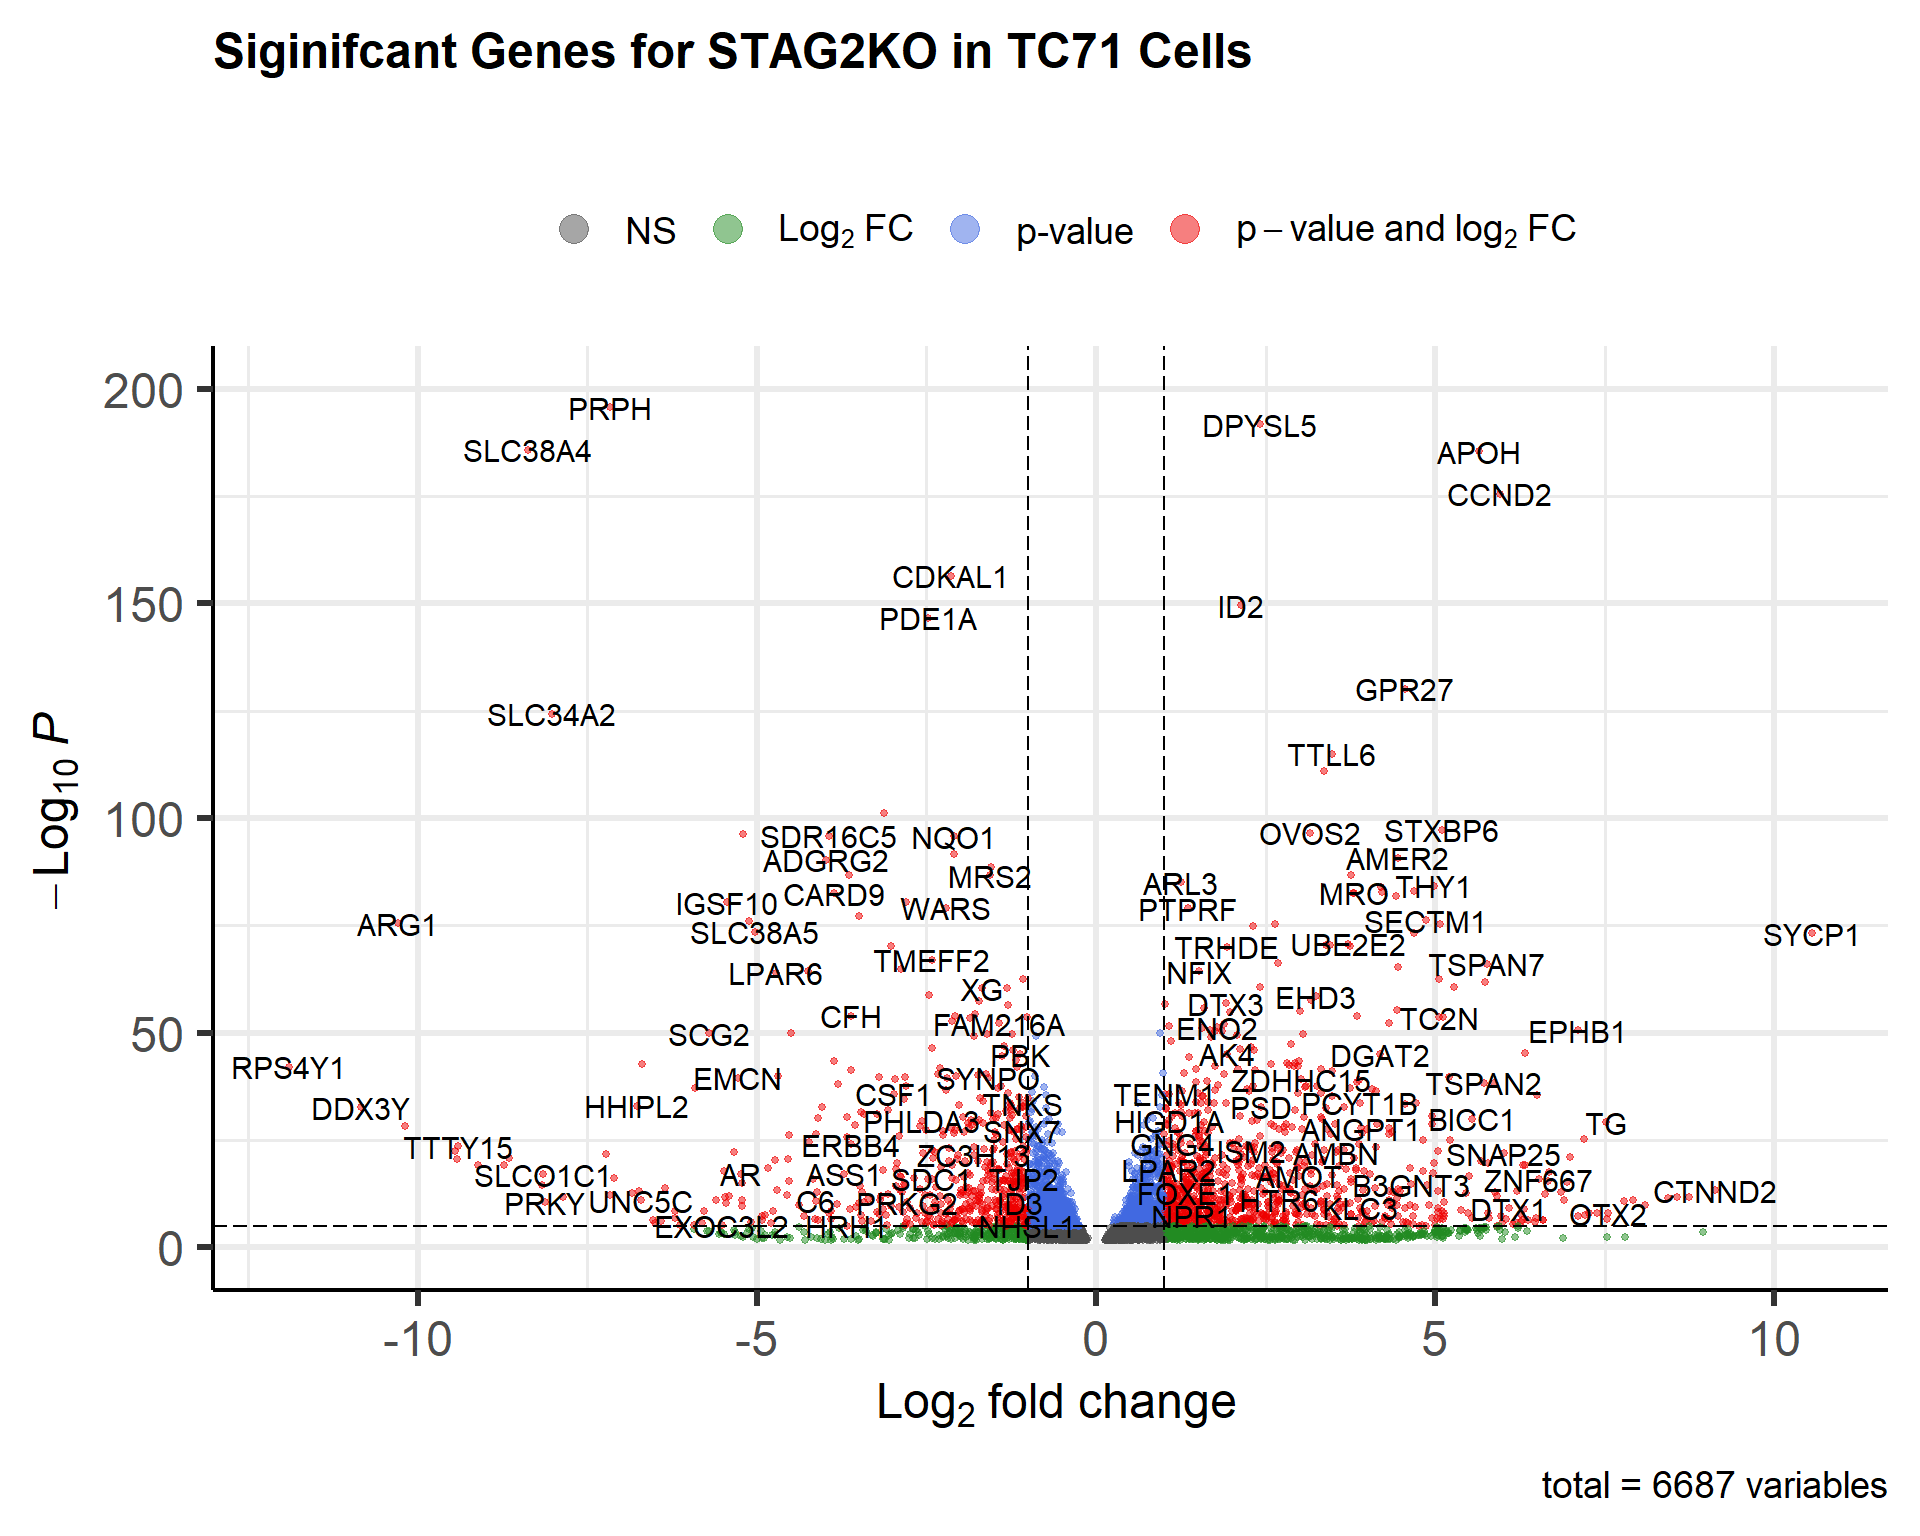 Siginifcant Genes for STAG2KO in TC71 Cells
NS Log2 FC p-value p – value and log2 FC
−Log10 P
200
150
100
50
0
PRPH
DPYSL5
SLC38A4
APOH
CCND2
CDKAL1
ID2
PDE1A
GPR27
SLC34A2
TTLL6
SDR16C5
NQO1
OVOS2
STXBP6
ADGRG2
AMER2
MRS2
ARL3
THY1
CARD9
MRO
IGSF10
WARS
PTPRF
ARG1
SECTM1
SLC38A5
SYCP1
TRHDE
UBE2E2
LPAR6
TMEFF2
NFIX
TSPAN7
XG
DTX3
EHD3
CFH
TC2N
SCG2
FAM216A
ENO2
EPHB1
RPS4Y1
PBK
AK4
DGAT2
EMCN
SYNPO
ZDHHC15
TSPAN2
DDX3Y
HHIPL2
CSF1
TNKS
TENM1
PSD
PCYT1B
PHLDA3
HIGD1A
BICC1
TG
TTTY15
ERBB4
SNX7
GNG4
ANGPT1
ZC3H13
ISM2
AMBN
SNAP25
SLCO1C1
AR
ASS1
SDC1
TJP2
LPAR2
AMOT
B3GNT3
ZNF667
CTNND2
PRKY
UNC5C
C6
PRKG2
ID3
FOXE1
HTR6
KLC3
DTX1
OTX2
EXOC3L2
HRH1
NHSL1
NPR1
-10 -5 0 5 10
Log2 fold change
total = 6687 variables